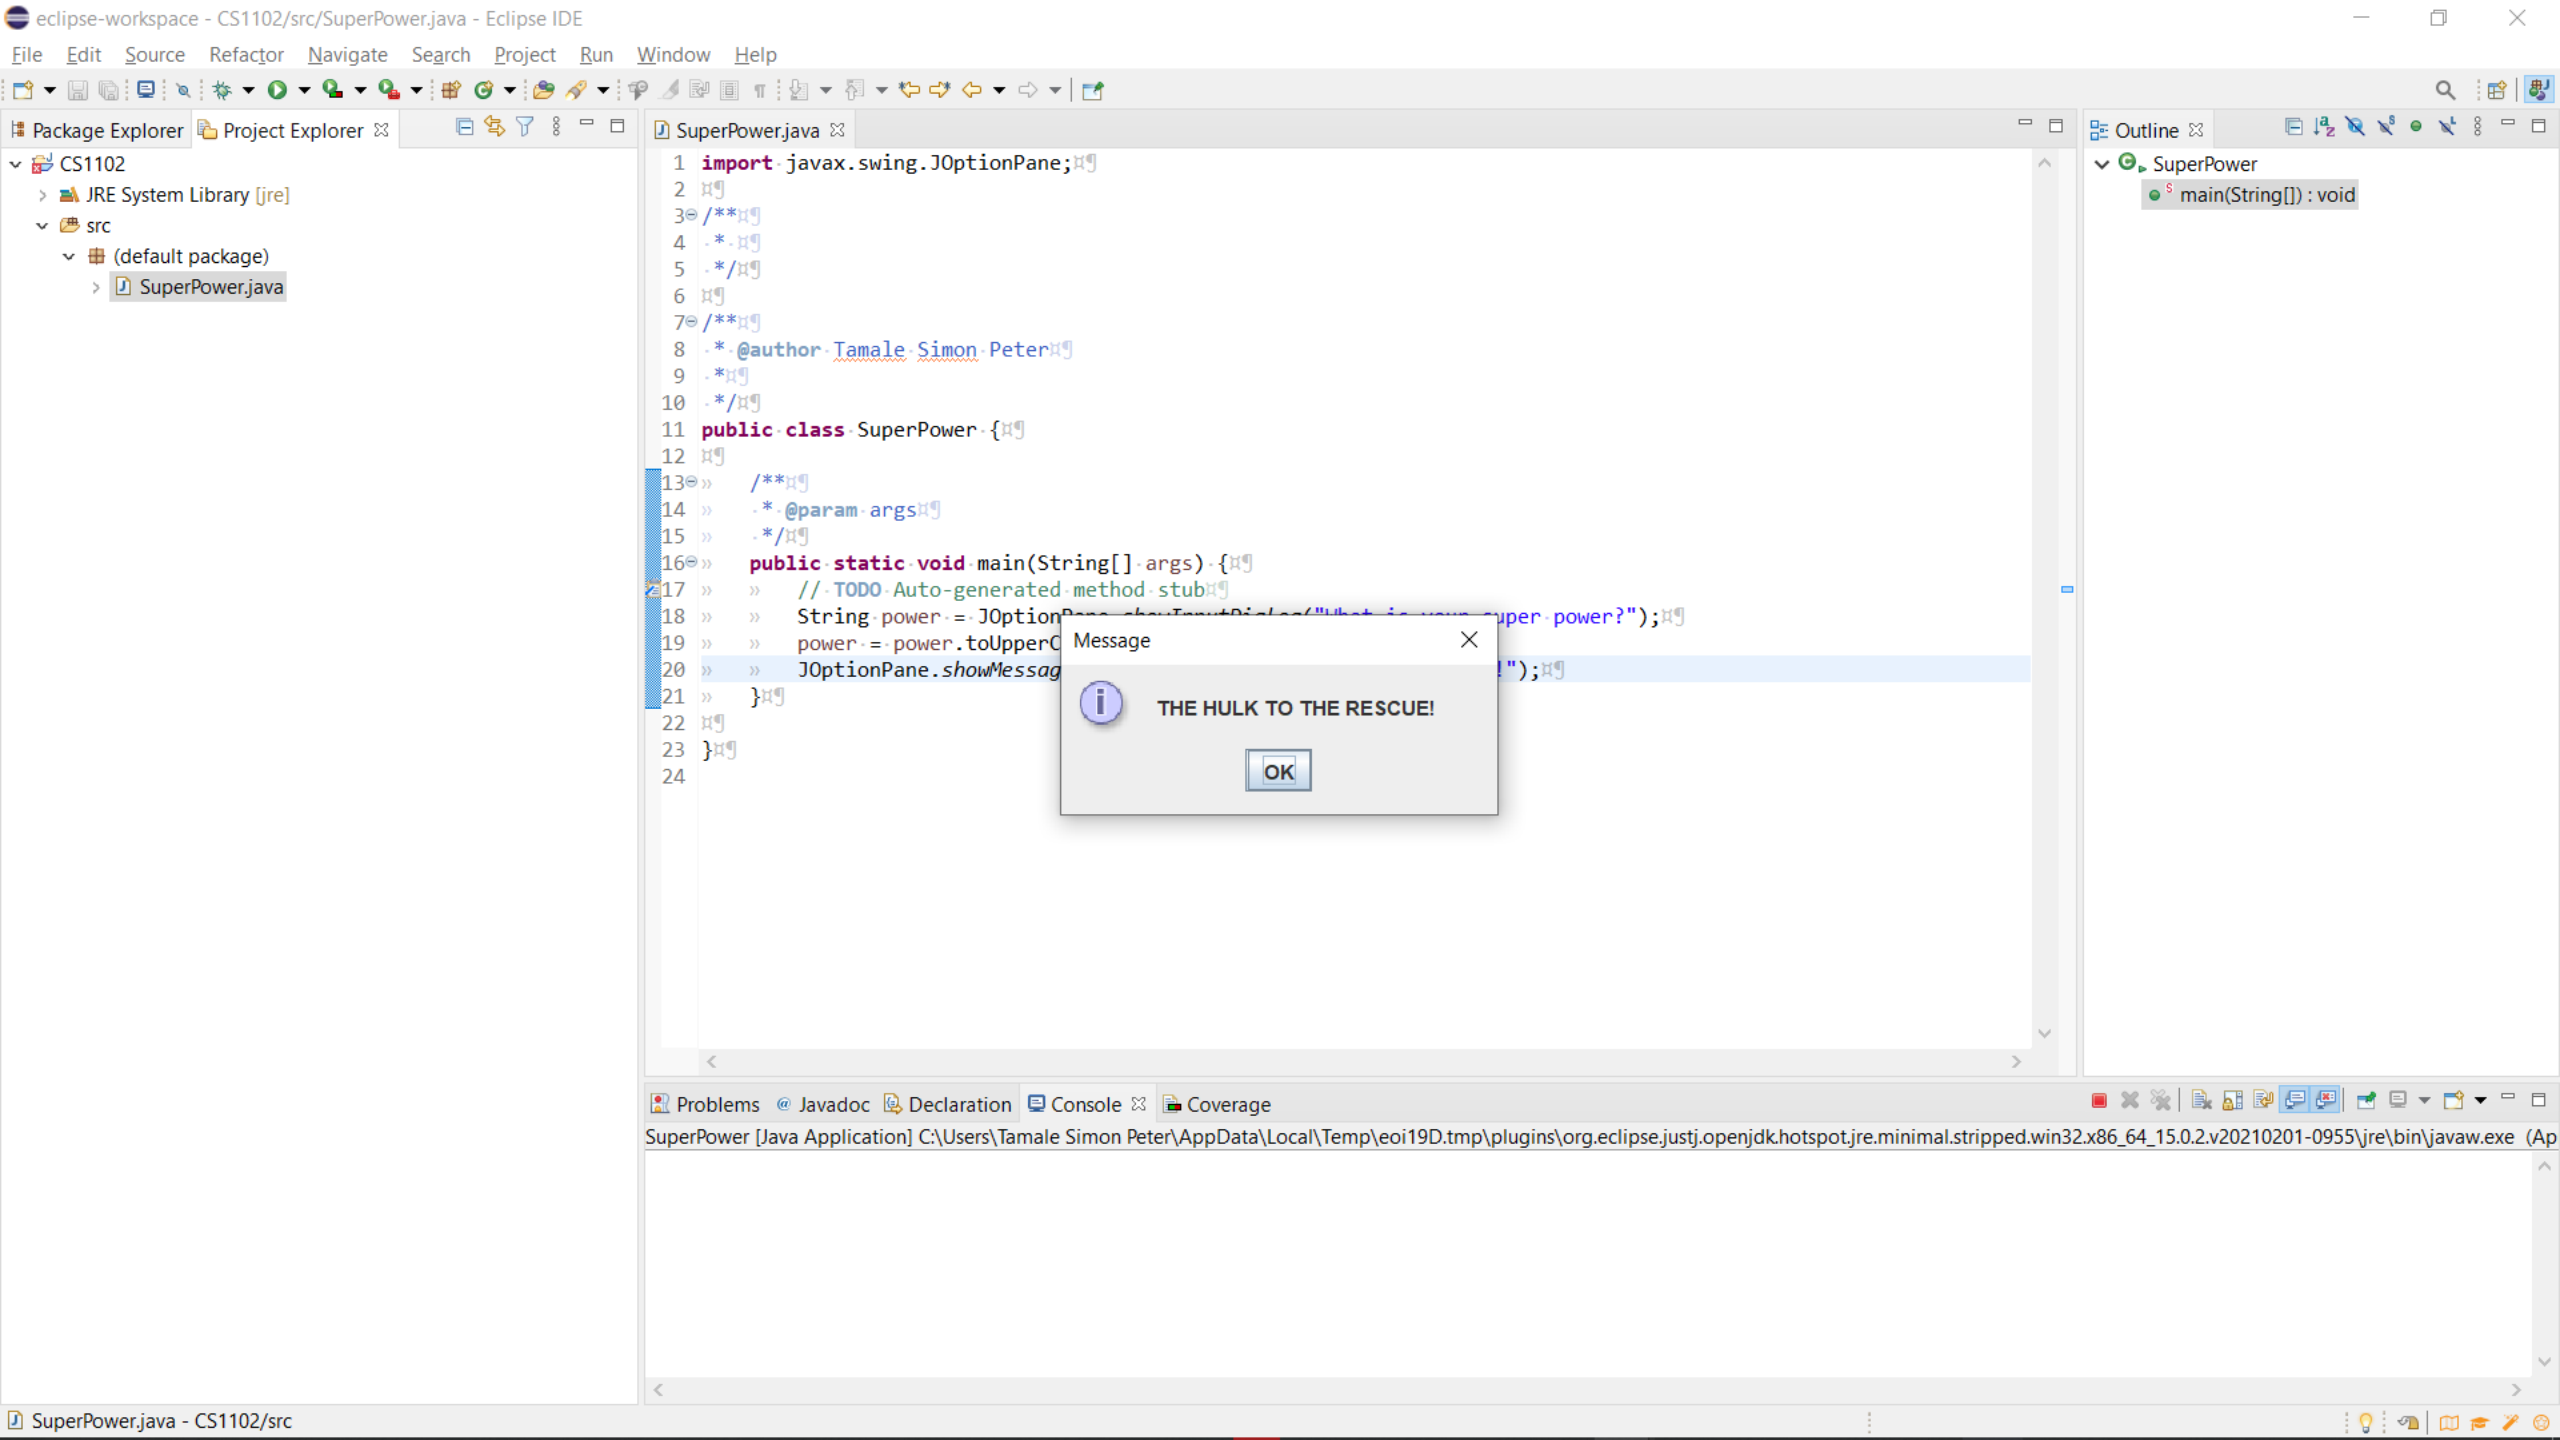 eclipse-workspace - CS1102/src/SuperPower.java - Eclipse IDE
File Edit Source Refactor Navigate Search Project Run Window Help
Package Explorer Project Explorer
CS1102
JRE System Library [jre]
src
(default package)
SuperPower.java
SuperPower.java
1 import javax.swing.JOptionPane;
2
3 /**
4 *
5 */
6
7 /**
8 * @author Tamale Simon Peter
9 *
10 */
11 public class SuperPower {
12
13 /**
14 * @param args
15 */
16 public static void main(String[] args) {
17 // TODO Auto-generated method stub
18 String power = JOptionPane.showInputDialog("What is your super power?");
19 power = power.toUpperC
20 JOptionPane.showMessag !");
21 }
22
23 }
24
Message
THE HULK TO THE RESCUE!
OK
Outline
SuperPower
main(String[]) : void
Problems Javadoc Declaration Console Coverage
SuperPower [Java Application] C:\Users\Tamale Simon Peter\AppData\Local\Temp\eoi19D.tmp\plugins\org.eclipse.justj.openjdk.hotspot.jre.minimal.stripped.win32.x86_64_15.0.2.v20210201-0955\jre\bin\javaw.exe (Ap
SuperPower.java - CS1102/src